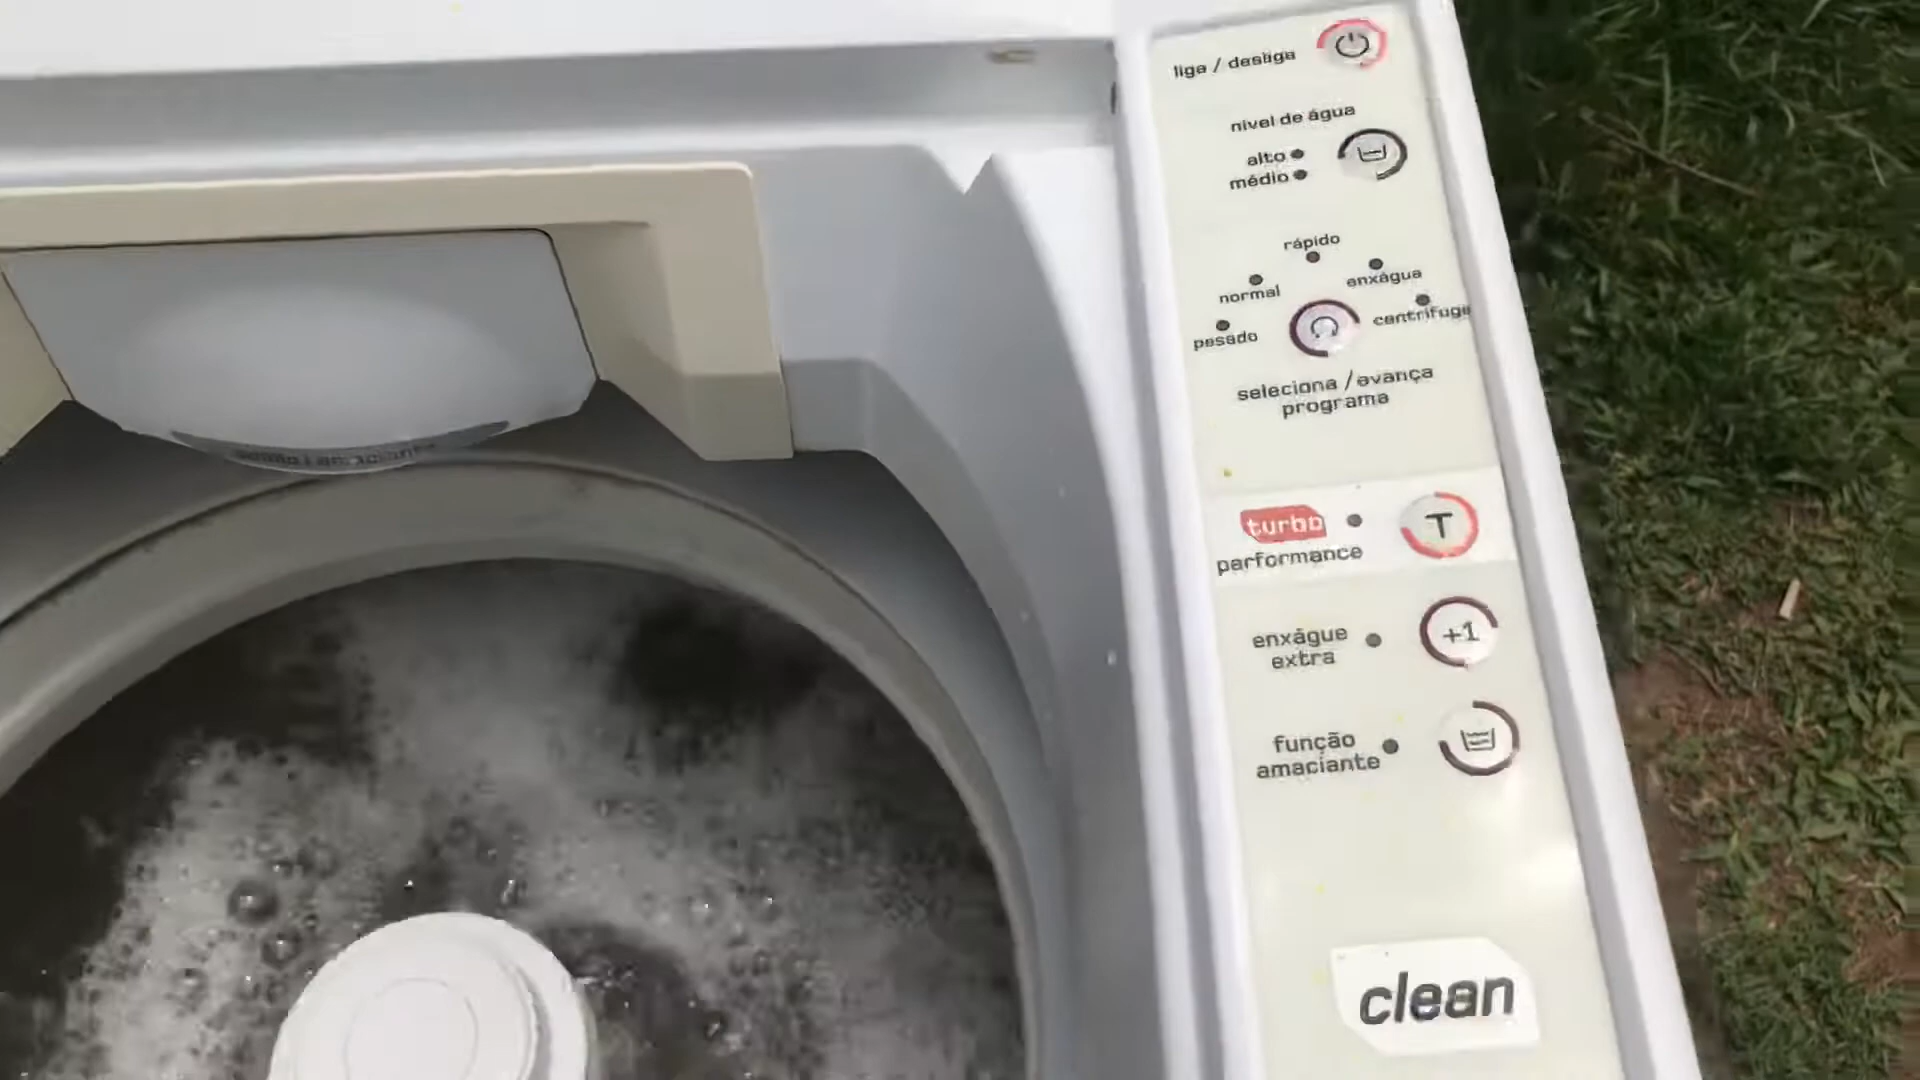 liga / desliga
nível de água
alto
médio
rápido
normal
enxágua
pesado
centrífuga
seleciona / avança
programa
turbo
performance
T
enxágue
extra
+1
função
amaciante
clean